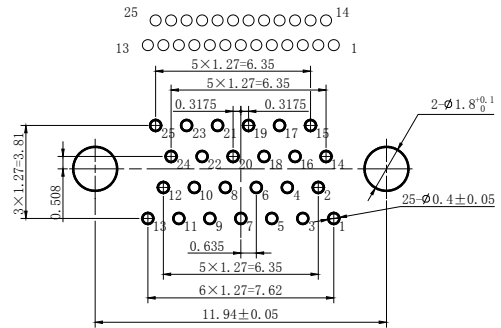 25 14
13 1
5×1.27=6.35
5×1.27=6.35
0.3175 0.3175
2-Ø1.8 +0.1 0
25 23 21 19 17 15
24 22 20 18 16 14
3×1.27=3.81
0.508
12 10 8 6 4 2
25-Ø0.4±0.05
13 11 9 7 5 3 1
0.635
5×1.27=6.35
6×1.27=7.62
11.94±0.05